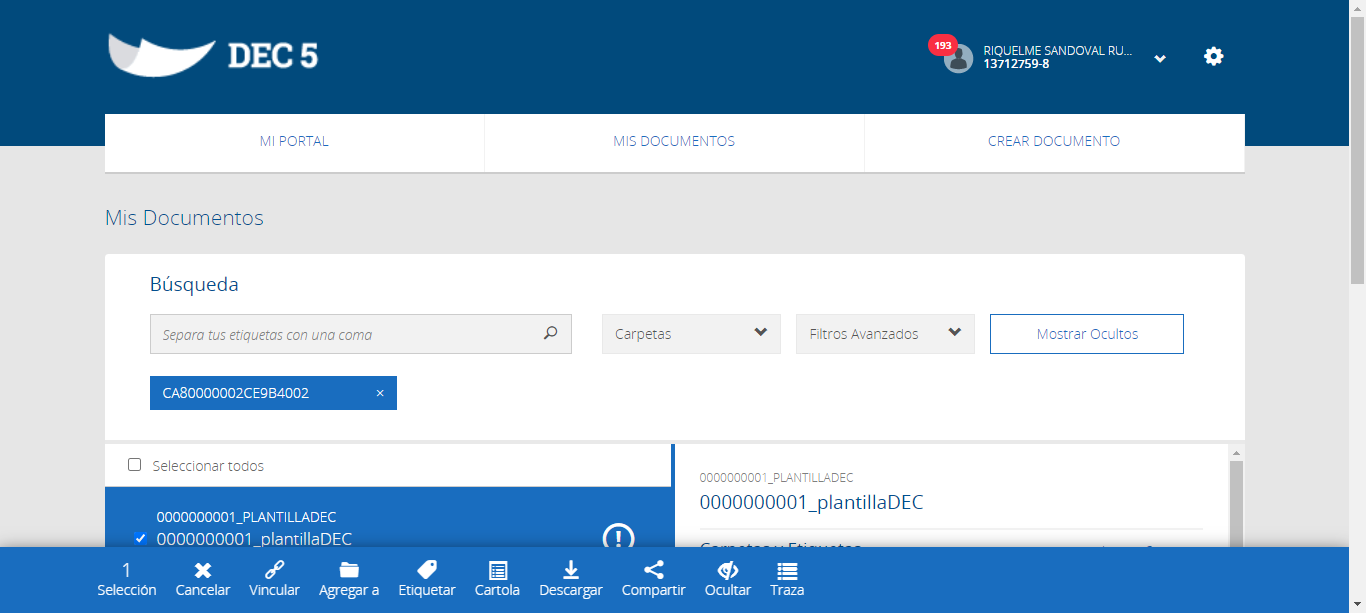 DEC 5
193
RIQUELME SANDOVAL RU...
13712759-8
MI PORTAL
MIS DOCUMENTOS
CREAR DOCUMENTO
Mis Documentos
Búsqueda
Separa tus etiquetas con una coma
Carpetas
Filtros Avanzados
Mostrar Ocultos
CA80000002CE9B4002 ×
Seleccionar todos
0000000001_PLANTILLADEC
0000000001_plantillaDEC
0000000001_PLANTILLADEC
0000000001_plantillaDEC
Carpetas y Etiquetas
1
Selección
Cancelar
Vincular
Agregar a
Etiquetar
Cartola
Descargar
Compartir
Ocultar
Traza